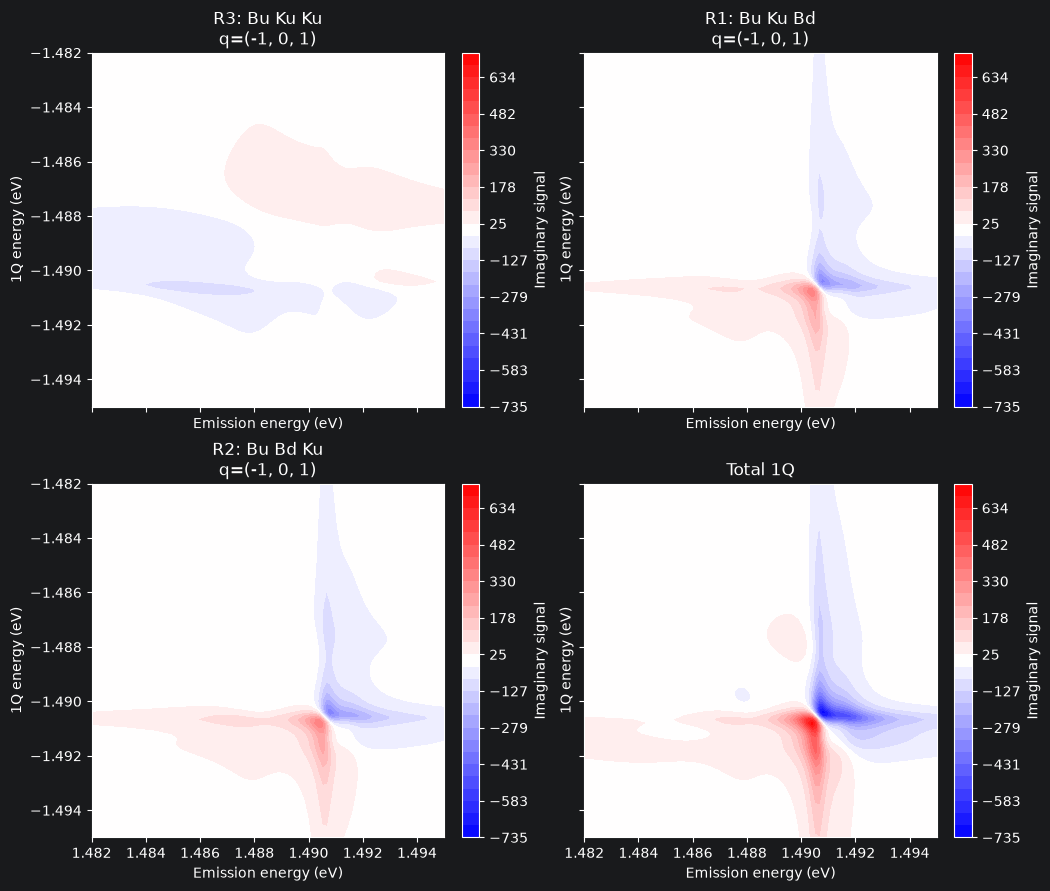 R3: Bu Ku Ku
q=(-1, 0, 1)
−1.482
−1.484
−1.486
−1.488
−1.490
−1.492
−1.494
1Q energy (eV)
Emission energy (eV)
634
482
330
178
25
−127
−279
−431
−583
−735
Imaginary signal
R1: Bu Ku Bd
q=(-1, 0, 1)
1Q energy (eV)
Emission energy (eV)
634
482
330
178
25
−127
−279
−431
−583
−735
Imaginary signal
R2: Bu Bd Ku
q=(-1, 0, 1)
−1.482
−1.484
−1.486
−1.488
−1.490
−1.492
−1.494
1Q energy (eV)
1.482 1.484 1.486 1.488 1.490 1.492 1.494
Emission energy (eV)
634
482
330
178
25
−127
−279
−431
−583
−735
Imaginary signal
Total 1Q
1Q energy (eV)
1.482 1.484 1.486 1.488 1.490 1.492 1.494
Emission energy (eV)
634
482
330
178
25
−127
−279
−431
−583
−735
Imaginary signal